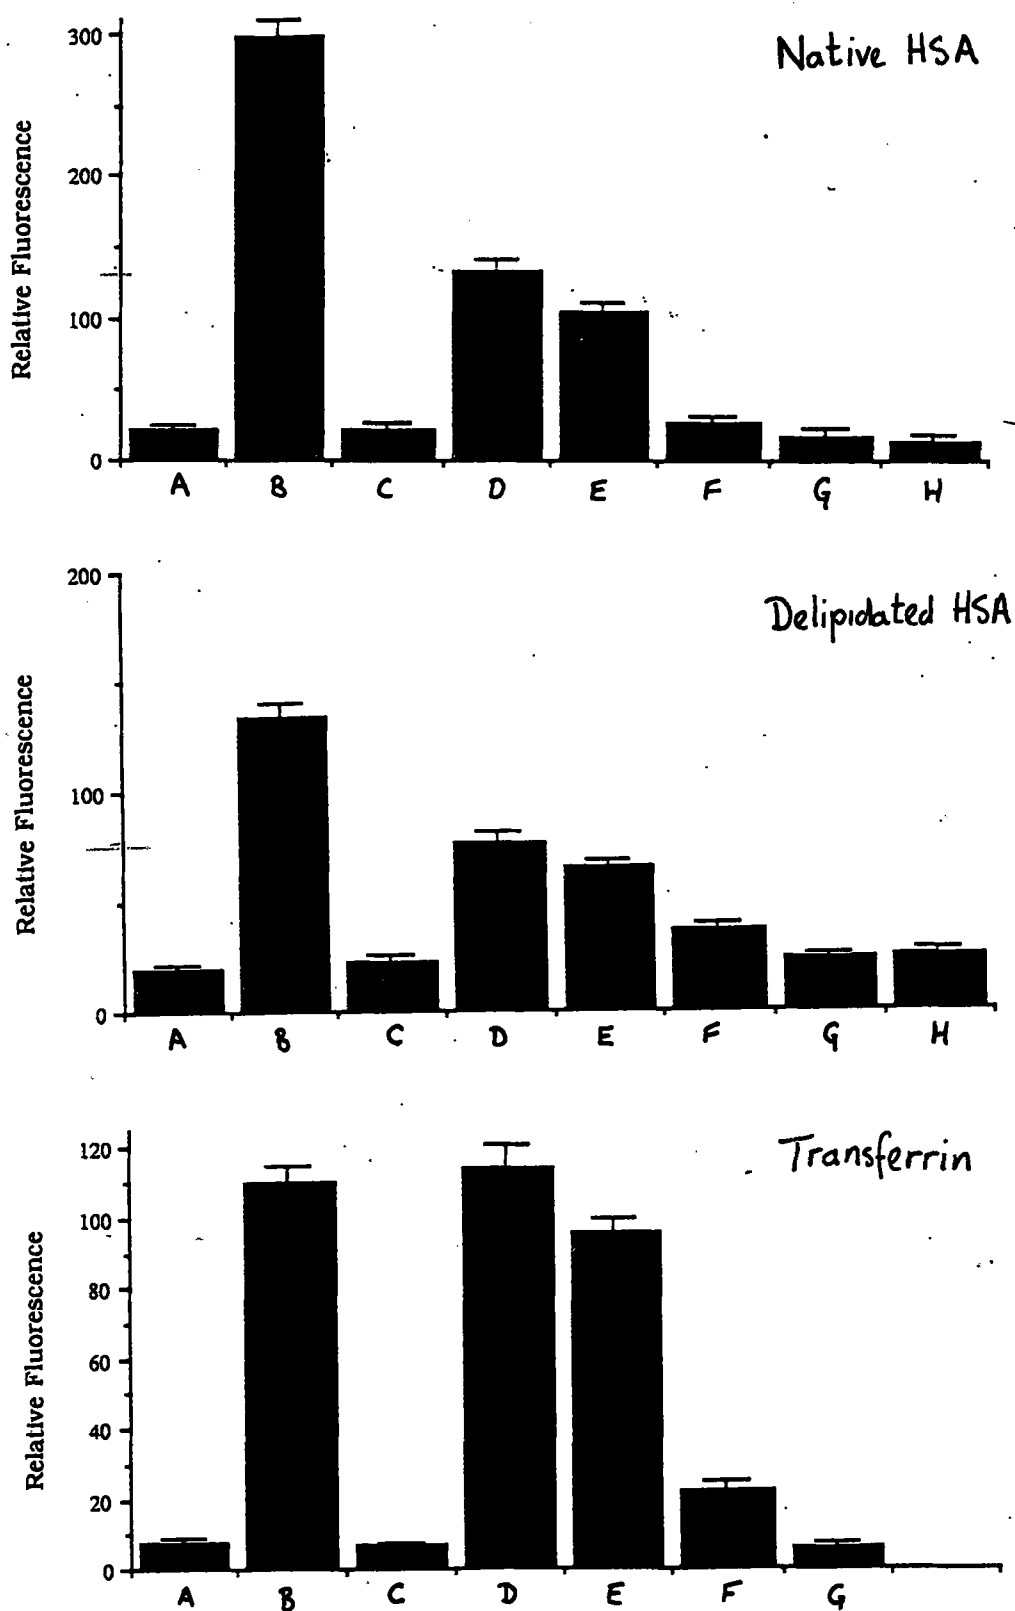 Native HSA
300
200
100
0
Relative Fluorescence
A B C D E F G H
Delipidated HSA
200
100
0
Relative Fluorescence
A B C D E F G H
Transferrin
120
100
80
60
40
20
0
Relative Fluorescence
A B C D E F G